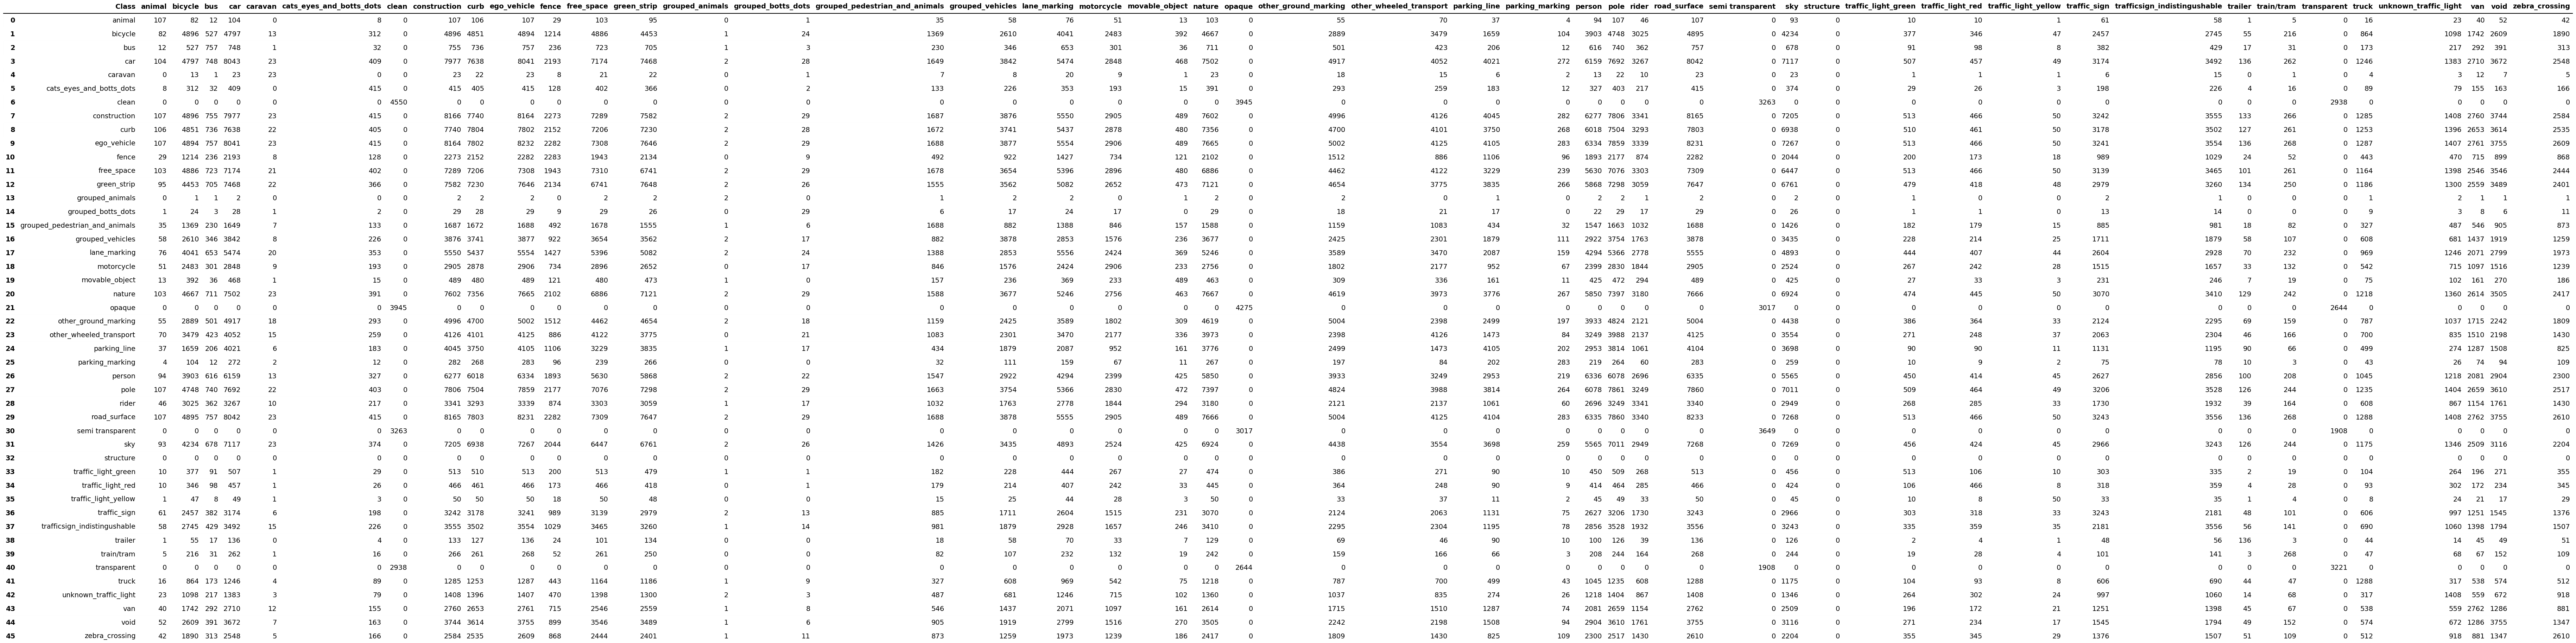 Class animal bicycle bus car caravan cats_eyes_and_botts_dots clean construction curb ego_vehicle fence free_space green_strip grouped_animals grouped_botts_dots grouped_pedestrian_and_animals grouped_vehicles lane_marking motorcycle movable_object nature opaque other_ground_marking other_wheeled_transport parking_line parking_marking person pole rider road_surface semi transparent sky structure traffic_light_green traffic_light_red traffic_light_yellow traffic_sign trafficsign_indistingushable trailer train/tram transparent truck unknown_traffic_light van void zebra_crossing
0 animal 107 82 12 104 0 8 0 107 106 107 29 103 95 0 1 35 58 76 51 13 103 0 55 70 37 4 94 107 46 107 0 93 0 10 10 1 61 58 1 5 0 16 23 40 52 42
1 bicycle 82 4896 527 4797 13 312 0 4896 4851 4894 1214 4886 4453 1 24 1369 2610 4041 2483 392 4667 0 2889 3479 1659 104 3903 4748 3025 4895 0 4234 0 377 346 47 2457 2745 55 216 0 864 1098 1742 2609 1890
2 bus 12 527 757 748 1 32 0 755 736 757 236 723 705 1 3 230 346 653 301 36 711 0 501 423 206 12 616 740 362 757 0 678 0 91 98 8 382 429 17 31 0 173 217 292 391 313
3 car 104 4797 748 8043 23 409 0 7977 7638 8041 2193 7174 7468 2 28 1649 3842 5474 2848 468 7502 0 4917 4052 4021 272 6159 7692 3267 8042 0 7117 0 507 457 49 3174 3492 136 262 0 1246 1383 2710 3672 2548
4 caravan 0 13 1 23 23 0 0 23 22 23 8 21 22 0 1 7 8 20 9 1 23 0 18 15 6 2 13 22 10 23 0 23 0 1 1 1 6 15 0 1 0 4 3 12 7 5
5 cats_eyes_and_botts_dots 8 312 32 409 0 415 0 415 405 415 128 402 366 0 2 133 226 353 193 15 391 0 293 259 183 12 327 403 217 415 0 374 0 29 26 3 198 226 4 16 0 89 79 155 163 166
6 clean 0 0 0 0 0 0 4550 0 0 0 0 0 0 0 0 0 0 0 0 0 0 3945 0 0 0 0 0 0 0 0 3263 0 0 0 0 0 0 0 0 0 2938 0 0 0 0 0
7 construction 107 4896 755 7977 23 415 0 8166 7740 8164 2273 7289 7582 2 29 1687 3876 5550 2905 489 7602 0 4996 4126 4045 282 6277 7806 3341 8165 0 7205 0 513 466 50 3242 3555 133 266 0 1285 1408 2760 3744 2584
8 curb 106 4851 736 7638 22 405 0 7740 7804 7802 2152 7206 7230 2 28 1672 3741 5437 2878 480 7356 0 4700 4101 3750 268 6018 7504 3293 7803 0 6938 0 510 461 50 3178 3502 127 261 0 1253 1396 2653 3614 2535
9 ego_vehicle 107 4894 757 8041 23 415 0 8164 7802 8232 2282 7308 7646 2 29 1688 3877 5554 2906 489 7665 0 5002 4125 4105 283 6334 7859 3339 8231 0 7267 0 513 466 50 3241 3554 136 268 0 1287 1407 2761 3755 2609
10 fence 29 1214 236 2193 8 128 0 2273 2152 2282 2283 1943 2134 0 9 492 922 1427 734 121 2102 0 1512 886 1106 96 1893 2177 874 2282 0 2044 0 200 173 18 989 1029 24 52 0 443 470 715 899 868
11 free_space 103 4886 723 7174 21 402 0 7289 7206 7308 1943 7310 6741 2 29 1678 3654 5396 2896 480 6886 0 4462 4122 3229 239 5630 7076 3303 7309 0 6447 0 513 466 50 3139 3465 101 261 0 1164 1398 2546 3546 2444
12 green_strip 95 4453 705 7468 22 366 0 7582 7230 7646 2134 6741 7648 2 26 1555 3562 5082 2652 473 7121 0 4654 3775 3835 266 5868 7298 3059 7647 0 6761 0 479 418 48 2979 3260 134 250 0 1186 1300 2559 3489 2401
13 grouped_animals 0 1 1 2 0 0 0 2 2 2 0 2 2 2 0 1 2 2 0 1 2 0 2 0 1 0 2 2 1 2 0 2 0 1 0 0 2 1 0 0 0 1 2 1 1 1
14 grouped_botts_dots 1 24 3 28 1 2 0 29 28 29 9 29 26 0 29 6 17 24 17 0 29 0 18 21 17 0 22 29 17 29 0 26 0 1 1 0 13 14 0 0 0 9 3 8 6 11
15 grouped_pedestrian_and_animals 35 1369 230 1649 7 133 0 1687 1672 1688 492 1678 1555 1 6 1688 882 1388 846 157 1588 0 1159 1083 434 32 1547 1663 1032 1688 0 1426 0 182 179 15 885 981 18 82 0 327 487 546 905 873
16 grouped_vehicles 58 2610 346 3842 8 226 0 3876 3741 3877 922 3654 3562 2 17 882 3878 2853 1576 236 3677 0 2425 2301 1879 111 2922 3754 1763 3878 0 3435 0 228 214 25 1711 1879 58 107 0 608 681 1437 1919 1259
17 lane_marking 76 4041 653 5474 20 353 0 5550 5437 5554 1427 5396 5082 2 24 1388 2853 5556 2424 369 5246 0 3589 3470 2087 159 4294 5366 2778 5555 0 4893 0 444 407 44 2604 2928 70 232 0 969 1246 2071 2799 1973
18 motorcycle 51 2483 301 2848 9 193 0 2905 2878 2906 734 2896 2652 0 17 846 1576 2424 2906 233 2756 0 1802 2177 952 67 2399 2830 1844 2905 0 2524 0 267 242 28 1515 1657 33 132 0 542 715 1097 1516 1239
19 movable_object 13 392 36 468 1 15 0 489 480 489 121 480 473 1 0 157 236 369 233 489 463 0 309 336 161 11 425 472 294 489 0 425 0 27 33 3 231 246 7 19 0 75 102 161 270 186
20 nature 103 4667 711 7502 23 391 0 7602 7356 7665 2102 6886 7121 2 29 1588 3677 5246 2756 463 7667 0 4619 3973 3776 267 5850 7397 3180 7666 0 6924 0 474 445 50 3070 3410 129 242 0 1218 1360 2614 3505 2417
21 opaque 0 0 0 0 0 0 3945 0 0 0 0 0 0 0 0 0 0 0 0 0 0 4275 0 0 0 0 0 0 0 0 3017 0 0 0 0 0 0 0 0 0 2644 0 0 0 0 0
22 other_ground_marking 55 2889 501 4917 18 293 0 4996 4700 5002 1512 4462 4654 2 18 1159 2425 3589 1802 309 4619 0 5004 2398 2499 197 3933 4824 2121 5004 0 4438 0 386 364 33 2124 2295 69 159 0 787 1037 1715 2242 1809
23 other_wheeled_transport 70 3479 423 4052 15 259 0 4126 4101 4125 886 4122 3775 0 21 1083 2301 3470 2177 336 3973 0 2398 4126 1473 84 3249 3988 2137 4125 0 3554 0 271 248 37 2063 2304 46 166 0 700 835 1510 2198 1430
24 parking_line 37 1659 206 4021 6 183 0 4045 3750 4105 1106 3229 3835 1 17 434 1879 2087 952 161 3776 0 2499 1473 4105 202 2953 3814 1061 4104 0 3698 0 90 90 11 1131 1195 90 66 0 499 274 1287 1508 825
25 parking_marking 4 104 12 272 2 12 0 282 268 283 96 239 266 0 0 32 111 159 67 11 267 0 197 84 202 283 219 264 60 283 0 259 0 10 9 2 75 78 10 3 0 43 26 74 94 109
26 person 94 3903 616 6159 13 327 0 6277 6018 6334 1893 5630 5868 2 22 1547 2922 4294 2399 425 5850 0 3933 3249 2953 219 6336 6078 2696 6335 0 5565 0 450 414 45 2627 2856 100 208 0 1045 1218 2081 2904 2300
27 pole 107 4748 740 7692 22 403 0 7806 7504 7859 2177 7076 7298 2 29 1663 3754 5366 2830 472 7397 0 4824 3988 3814 264 6078 7861 3249 7860 0 7011 0 509 464 49 3206 3528 126 244 0 1235 1404 2659 3610 2517
28 rider 46 3025 362 3267 10 217 0 3341 3293 3339 874 3303 3059 1 17 1032 1763 2778 1844 294 3180 0 2121 2137 1061 60 2696 3249 3341 3340 0 2949 0 268 285 33 1730 1932 39 164 0 608 867 1154 1761 1430
29 road_surface 107 4895 757 8042 23 415 0 8165 7803 8231 2282 7309 7647 2 29 1688 3878 5555 2905 489 7666 0 5004 4125 4104 283 6335 7860 3340 8233 0 7268 0 513 466 50 3243 3556 136 268 0 1288 1408 2762 3755 2610
30 semi transparent 0 0 0 0 0 0 3263 0 0 0 0 0 0 0 0 0 0 0 0 0 0 3017 0 0 0 0 0 0 0 0 3649 0 0 0 0 0 0 0 0 0 1908 0 0 0 0 0
31 sky 93 4234 678 7117 23 374 0 7205 6938 7267 2044 6447 6761 2 26 1426 3435 4893 2524 425 6924 0 4438 3554 3698 259 5565 7011 2949 7268 0 7269 0 456 424 45 2966 3243 126 244 0 1175 1346 2509 3116 2204
32 structure 0 0 0 0 0 0 0 0 0 0 0 0 0 0 0 0 0 0 0 0 0 0 0 0 0 0 0 0 0 0 0 0 0 0 0 0 0 0 0 0 0 0 0 0 0 0
33 traffic_light_green 10 377 91 507 1 29 0 513 510 513 200 513 479 1 1 182 228 444 267 27 474 0 386 271 90 10 450 509 268 513 0 456 0 513 106 10 303 335 2 19 0 104 264 196 271 355
34 traffic_light_red 10 346 98 457 1 26 0 466 461 466 173 466 418 0 1 179 214 407 242 33 445 0 364 248 90 9 414 464 285 466 0 424 0 106 466 8 318 359 4 28 0 93 302 172 234 345
35 traffic_light_yellow 1 47 8 49 1 3 0 50 50 50 18 50 48 0 0 15 25 44 28 3 50 0 33 37 11 2 45 49 33 50 0 45 0 10 8 50 33 35 1 4 0 8 24 21 17 29
36 traffic_sign 61 2457 382 3174 6 198 0 3242 3178 3241 989 3139 2979 2 13 885 1711 2604 1515 231 3070 0 2124 2063 1131 75 2627 3206 1730 3243 0 2966 0 303 318 33 3243 2181 48 101 0 606 997 1251 1545 1376
37 trafficsign_indistingushable 58 2745 429 3492 15 226 0 3555 3502 3554 1029 3465 3260 1 14 981 1879 2928 1657 246 3410 0 2295 2304 1195 78 2856 3528 1932 3556 0 3243 0 335 359 35 2181 3556 56 141 0 690 1060 1398 1794 1507
38 trailer 1 55 17 136 0 4 0 133 127 136 24 101 134 0 0 18 58 70 33 7 129 0 69 46 90 10 100 126 39 136 0 126 0 2 4 1 48 56 136 3 0 44 14 45 49 51
39 train/tram 5 216 31 262 1 16 0 266 261 268 52 261 250 0 0 82 107 232 132 19 242 0 159 166 66 3 208 244 164 268 0 244 0 19 28 4 101 141 3 268 0 47 68 67 152 109
40 transparent 0 0 0 0 0 0 2938 0 0 0 0 0 0 0 0 0 0 0 0 0 0 2644 0 0 0 0 0 0 0 0 1908 0 0 0 0 0 0 0 0 0 3221 0 0 0 0 0
41 truck 16 864 173 1246 4 89 0 1285 1253 1287 443 1164 1186 1 9 327 608 969 542 75 1218 0 787 700 499 43 1045 1235 608 1288 0 1175 0 104 93 8 606 690 44 47 0 1288 317 538 574 512
42 unknown_traffic_light 23 1098 217 1383 3 79 0 1408 1396 1407 470 1398 1300 2 3 487 681 1246 715 102 1360 0 1037 835 274 26 1218 1404 867 1408 0 1346 0 264 302 24 997 1060 14 68 0 317 1408 559 672 918
43 van 40 1742 292 2710 12 155 0 2760 2653 2761 715 2546 2559 1 8 546 1437 2071 1097 161 2614 0 1715 1510 1287 74 2081 2659 1154 2762 0 2509 0 196 172 21 1251 1398 45 67 0 538 559 2762 1286 881
44 void 52 2609 391 3672 7 163 0 3744 3614 3755 899 3546 3489 1 6 905 1919 2799 1516 270 3505 0 2242 2198 1508 94 2904 3610 1761 3755 0 3116 0 271 234 17 1545 1794 49 152 0 574 672 1286 3755 1347
45 zebra_crossing 42 1890 313 2548 5 166 0 2584 2535 2609 868 2444 2401 1 11 873 1259 1973 1239 186 2417 0 1809 1430 825 109 2300 2517 1430 2610 0 2204 0 355 345 29 1376 1507 51 109 0 512 918 881 1347 2610